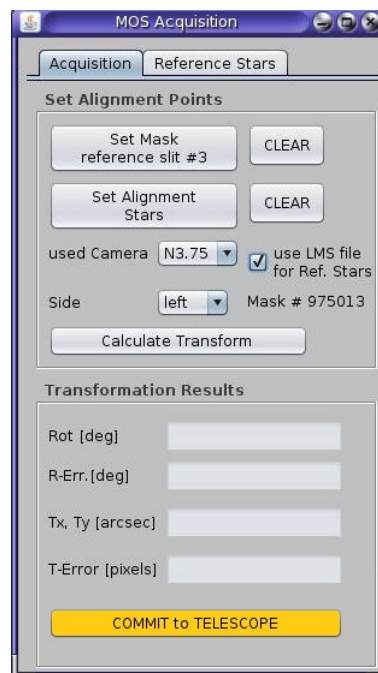 MOS Acquisition
Acquisition Reference Stars
Set Alignment Points
Set Mask
reference slit #3
CLEAR
Set Alignment
Stars
CLEAR
used Camera N3.75 use LMS file
for Ref. Stars
Side left Mask # 975013
Calculate Transform
Transformation Results
Rot [deg]
R-Err.[deg]
Tx, Ty [arcsec]
T-Error [pixels]
COMMIT to TELESCOPE